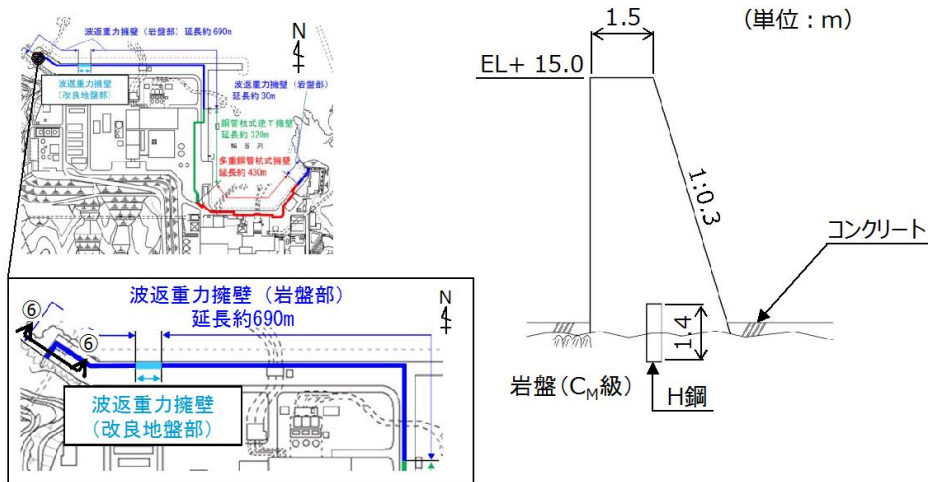 波返重力擁壁（岩盤部）延長約690m
N
波返重力擁壁
（改良地盤部）
波返重力擁壁（岩盤部）
延長約30m
鋼管杭式逆T擁壁
延長約320m
輪谷湾
多重鋼管杭式擁壁
延長約430m
⑥
⑥
波返重力擁壁（岩盤部）
延長約690m
N
波返重力擁壁
（改良地盤部）
1.5
（単位：m）
EL+ 15.0
1:0.3
コンクリート
1.4
岩盤(CM級)
H鋼